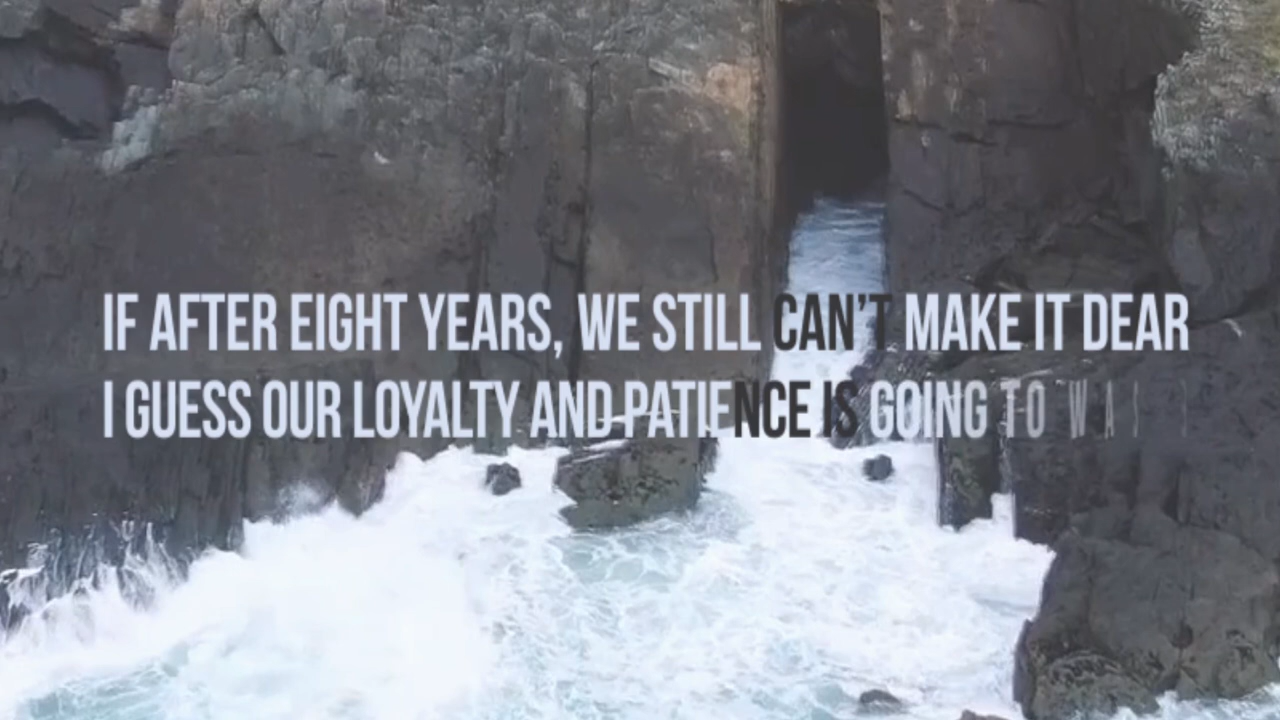 IF AFTER EIGHT YEARS, WE STILL CAN'T MAKE IT DEAR
I GUESS OUR LOYALTY AND PATIENCE IS GOING TO